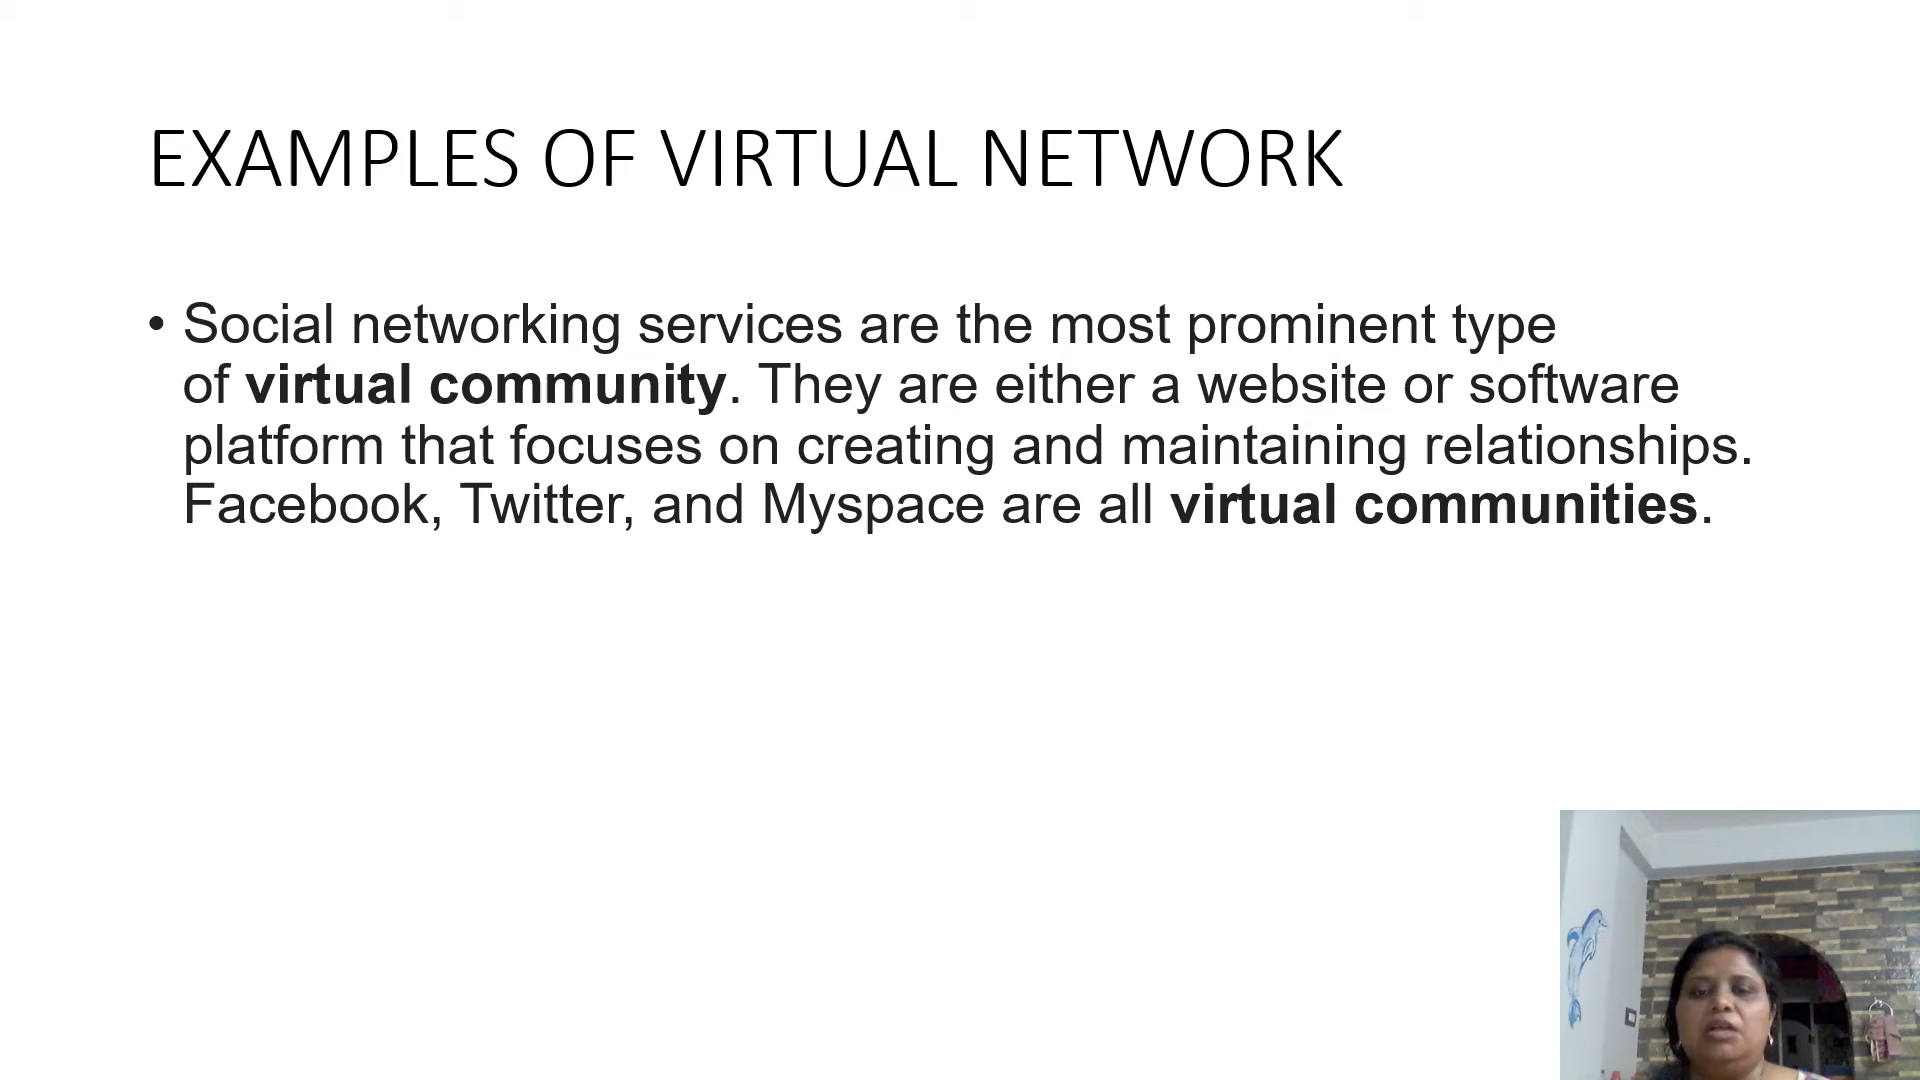 EXAMPLES OF VIRTUAL NETWORK
• Social networking services are the most prominent type
of virtual community. They are either a website or software
platform that focuses on creating and maintaining relationships.
Facebook, Twitter, and Myspace are all virtual communities.